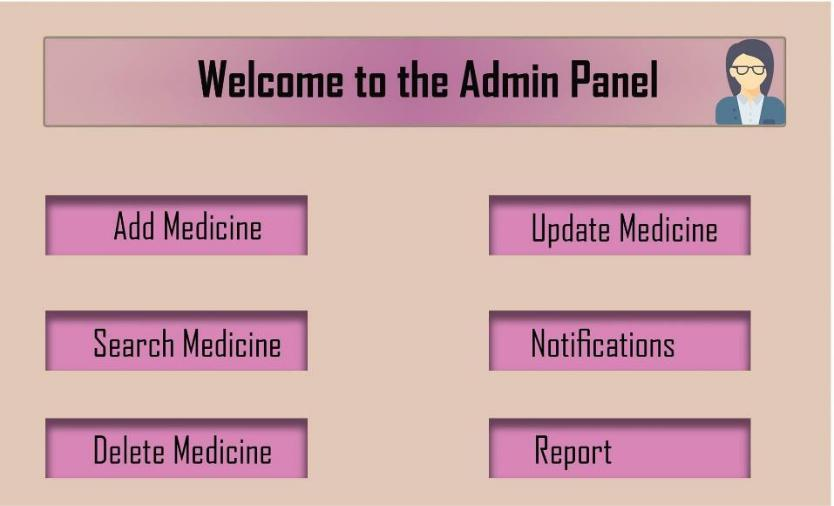 Welcome to the Admin Panel
Add Medicine
Update Medicine
Search Medicine
Notifications
Delete Medicine
Report